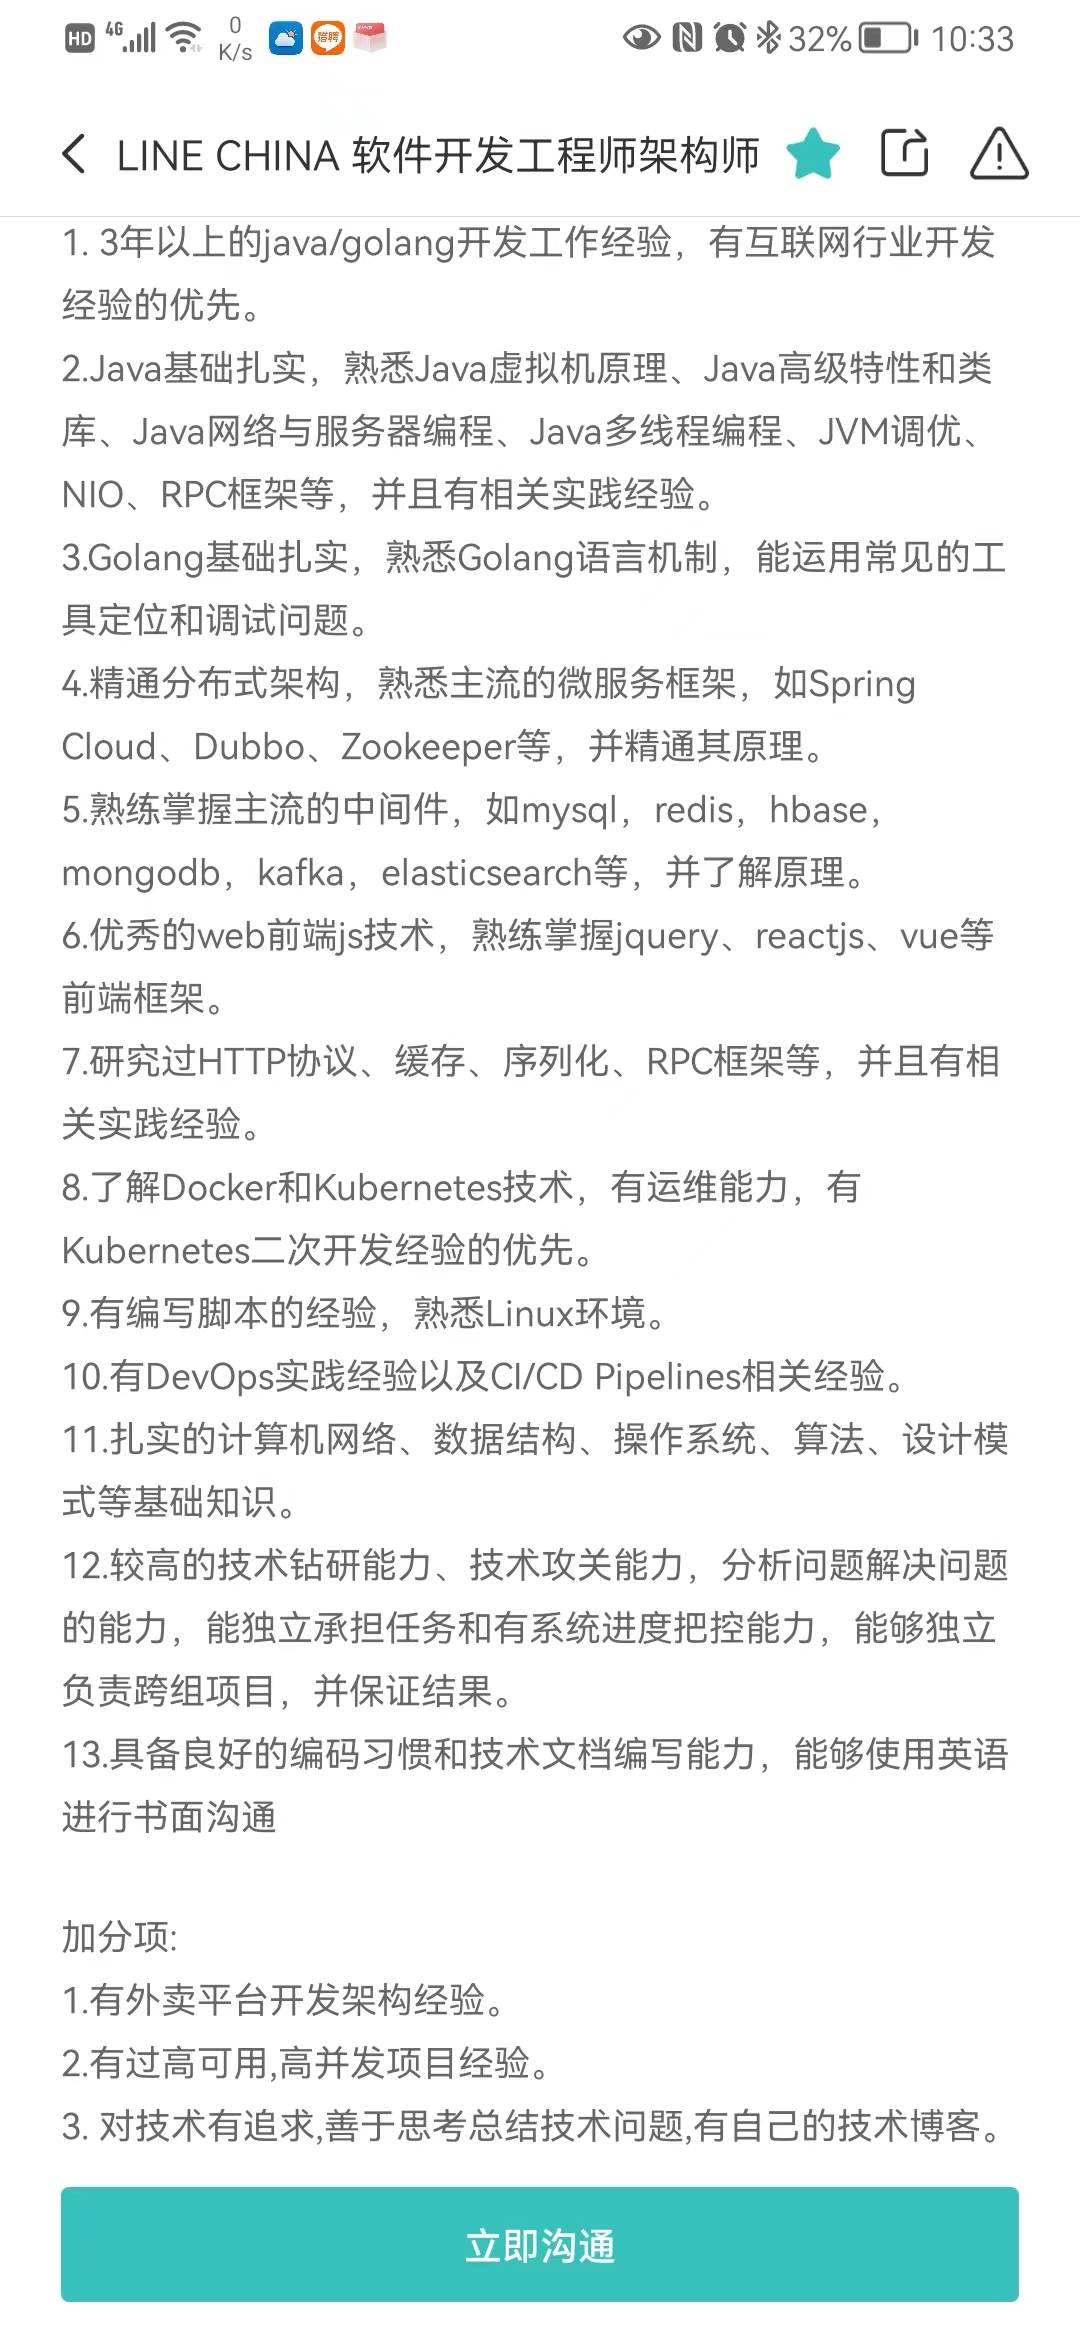 HD 4G 0 K/s 猎聘 32% 10:33
LINE CHINA 软件开发工程师架构师
1. 3年以上的java/golang开发工作经验，有互联网行业开发
经验的优先。
2.Java基础扎实，熟悉Java虚拟机原理、Java高级特性和类
库、Java网络与服务器编程、Java多线程编程、JVM调优、
NIO、RPC框架等，并且有相关实践经验。
3.Golang基础扎实，熟悉Golang语言机制，能运用常见的工
具定位和调试问题。
4.精通分布式架构，熟悉主流的微服务框架，如Spring
Cloud、Dubbo、Zookeeper等，并精通其原理。
5.熟练掌握主流的中间件，如mysql，redis，hbase，
mongodb，kafka，elasticsearch等，并了解原理。
6.优秀的web前端js技术，熟练掌握jquery、reactjs、vue等
前端框架。
7.研究过HTTP协议、缓存、序列化、RPC框架等，并且有相
关实践经验。
8.了解Docker和Kubernetes技术，有运维能力，有
Kubernetes二次开发经验的优先。
9.有编写脚本的经验，熟悉Linux环境。
10.有DevOps实践经验以及CI/CD Pipelines相关经验。
11.扎实的计算机网络、数据结构、操作系统、算法、设计模
式等基础知识。
12.较高的技术钻研能力、技术攻关能力，分析问题解决问题
的能力，能独立承担任务和有系统进度把控能力，能够独立
负责跨组项目，并保证结果。
13.具备良好的编码习惯和技术文档编写能力，能够使用英语
进行书面沟通
加分项:
1.有外卖平台开发架构经验。
2.有过高可用,高并发项目经验。
3. 对技术有追求,善于思考总结技术问题,有自己的技术博客。
立即沟通